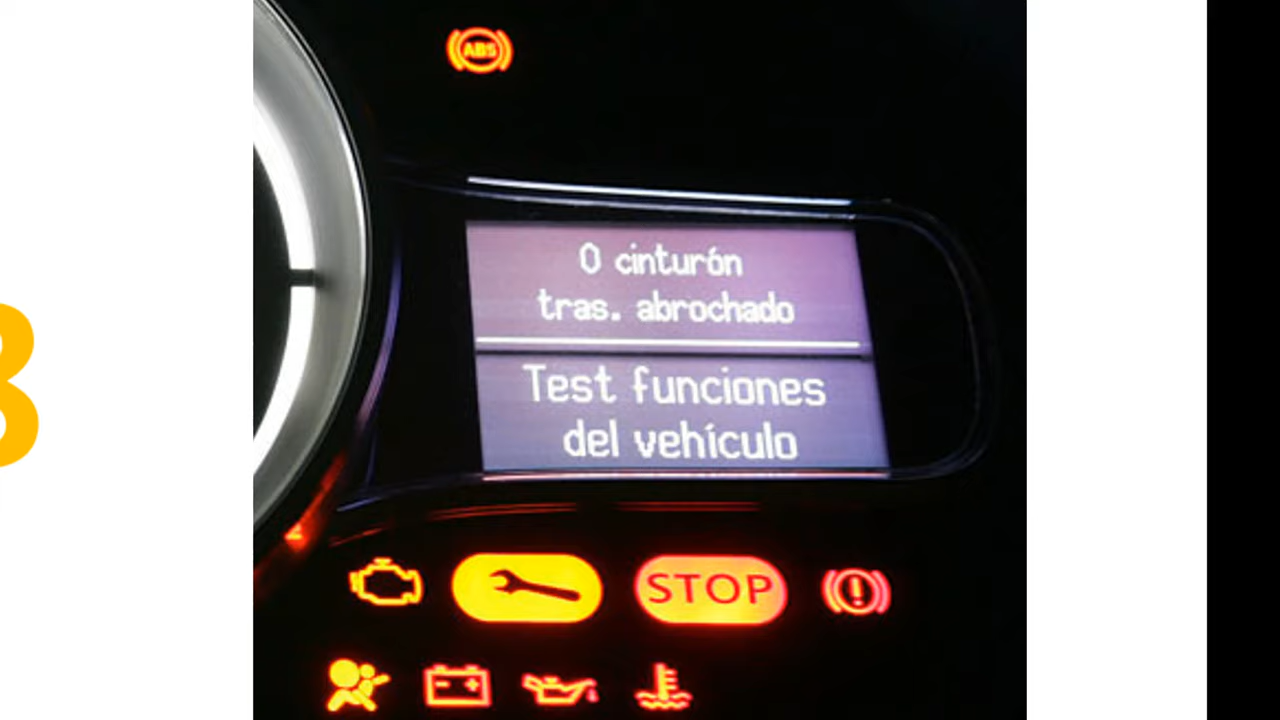 ABS
0 cinturón
tras. abrochado
Test funciones
del vehículo
STOP